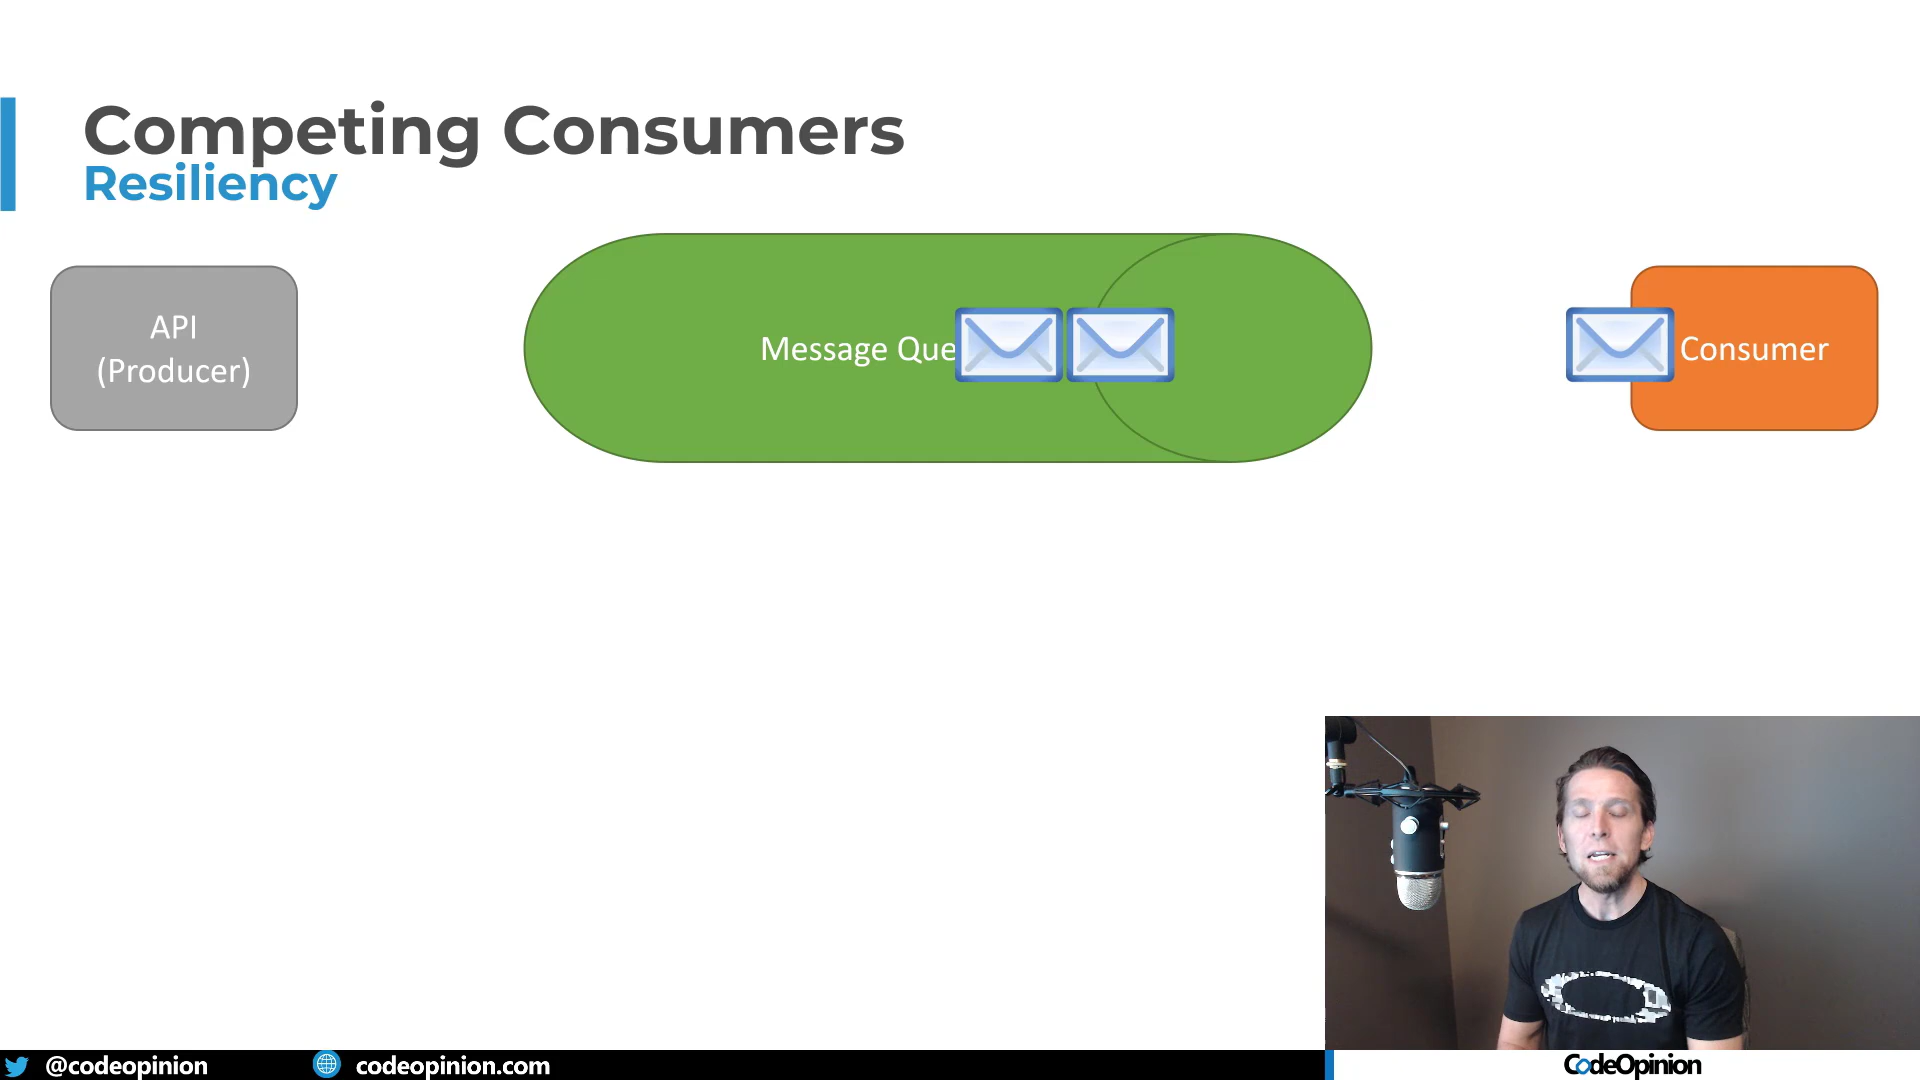 Competing Consumers
Resiliency
API
(Producer)
Message Que
Consumer
@codeopinion
codeopinion.com
CodeOpinion